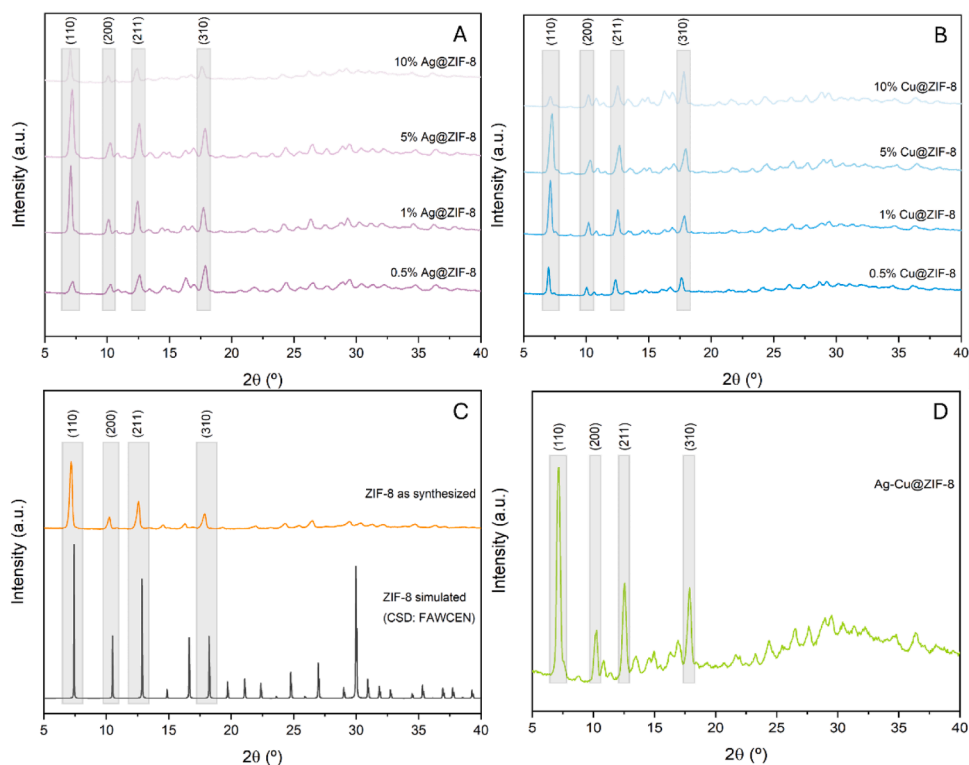 (110)
(200)
(211)
(310)
A
10% Ag@ZIF-8
5% Ag@ZIF-8
1% Ag@ZIF-8
0.5% Ag@ZIF-8
Intensity (a.u.)
5 10 15 20 25 30 35 40
2θ (º)
(110)
(200)
(211)
(310)
B
10% Cu@ZIF-8
5% Cu@ZIF-8
1% Cu@ZIF-8
0.5% Cu@ZIF-8
Intensity (a.u.)
5 10 15 20 25 30 35 40
2θ (º)
(110)
(200)
(211)
(310)
C
ZIF-8 as synthesized
ZIF-8 simulated
(CSD: FAWCEN)
Intensity (a.u.)
5 10 15 20 25 30 35 40
2θ (º)
(110)
(200)
(211)
(310)
D
Ag-Cu@ZIF-8
Intensity (a.u.)
5 10 15 20 25 30 35 40
2θ (º)